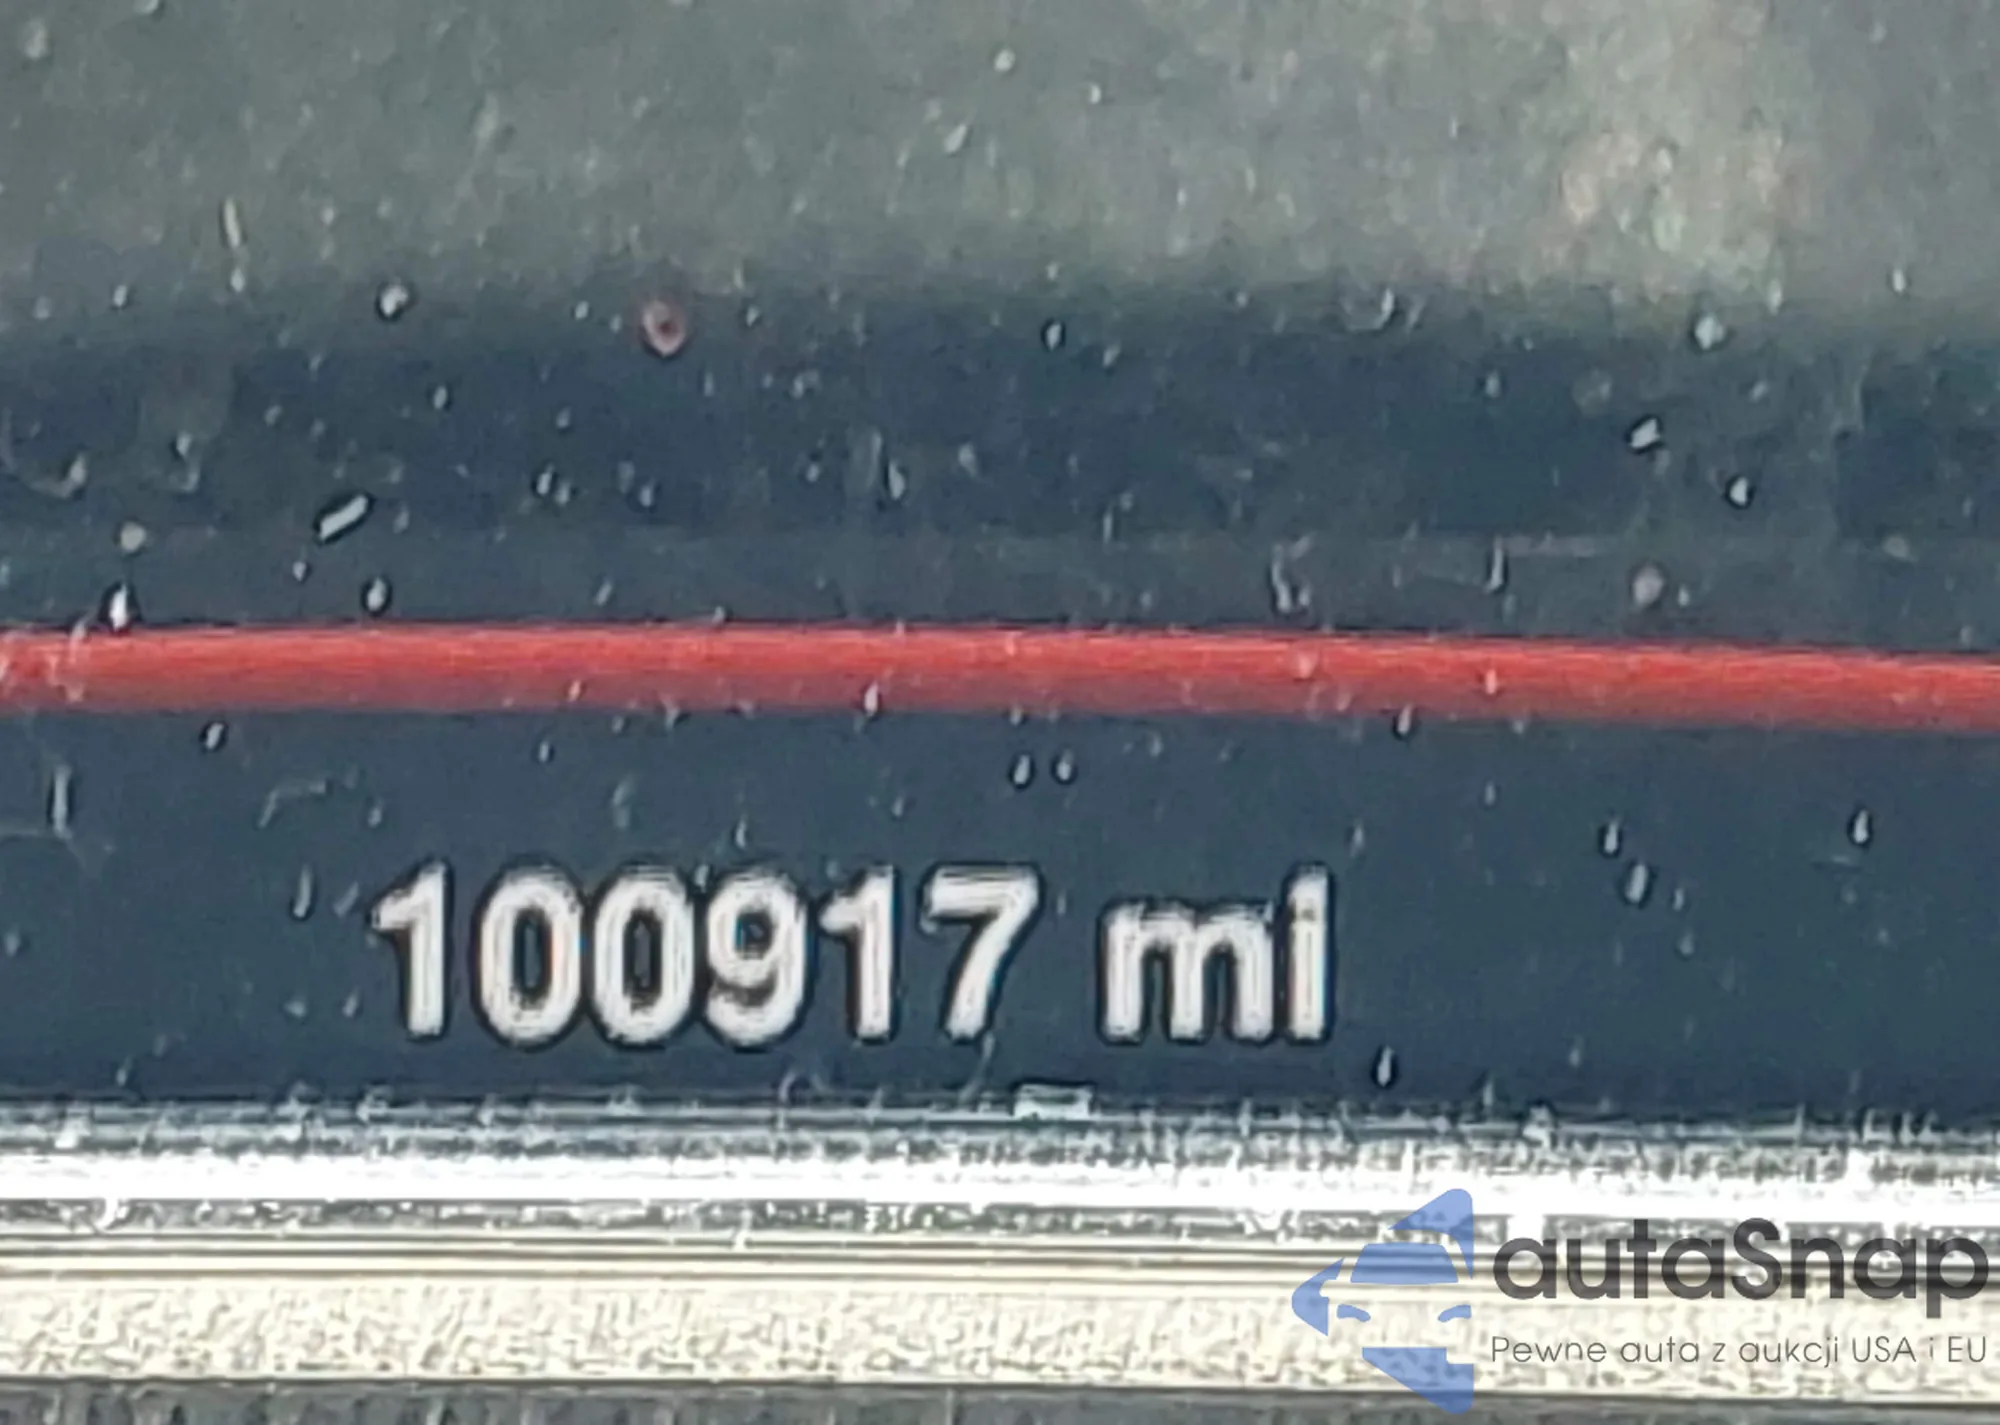 100917 mi
autaSnap
Pewne auta z aukcji USA i EU